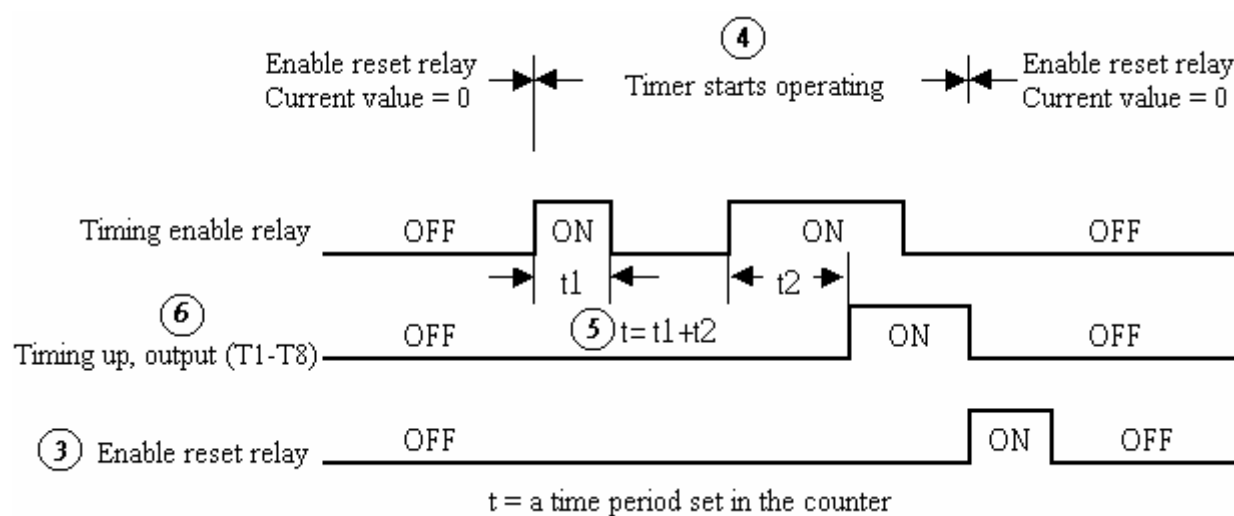 4
Enable reset relay
Current value = 0
Timer starts operating
Enable reset relay
Current value = 0
Timing enable relay
OFF
ON
ON
OFF
t1
t2
6
Timing up, output (T1-T8)
OFF
5 t= t1+t2
ON
OFF
3 Enable reset relay
OFF
ON
OFF
t = a time period set in the counter